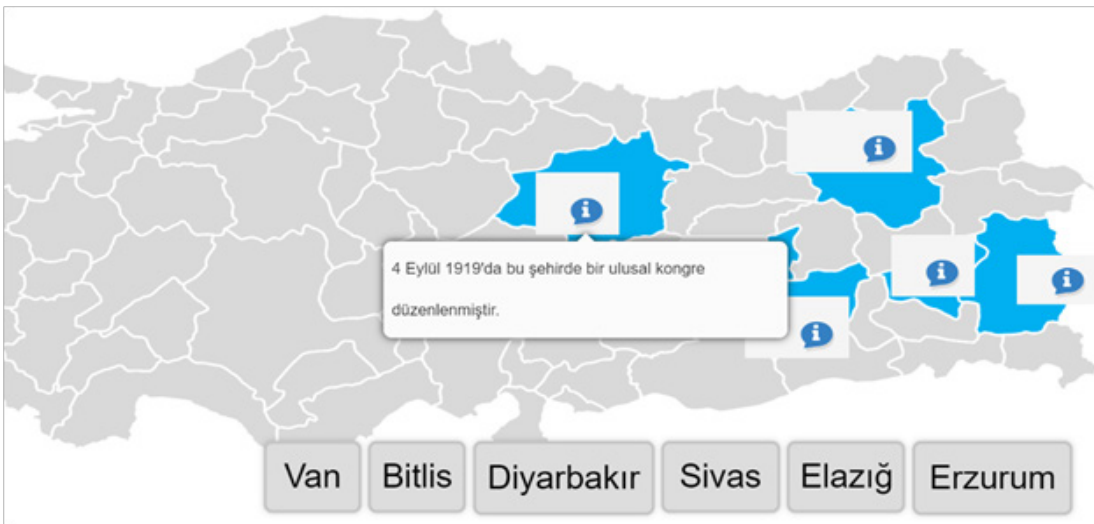 4 Eylül 1919'da bu şehirde bir ulusal kongre
düzenlenmiştir.
Van Bitlis Diyarbakır Sivas Elazığ Erzurum